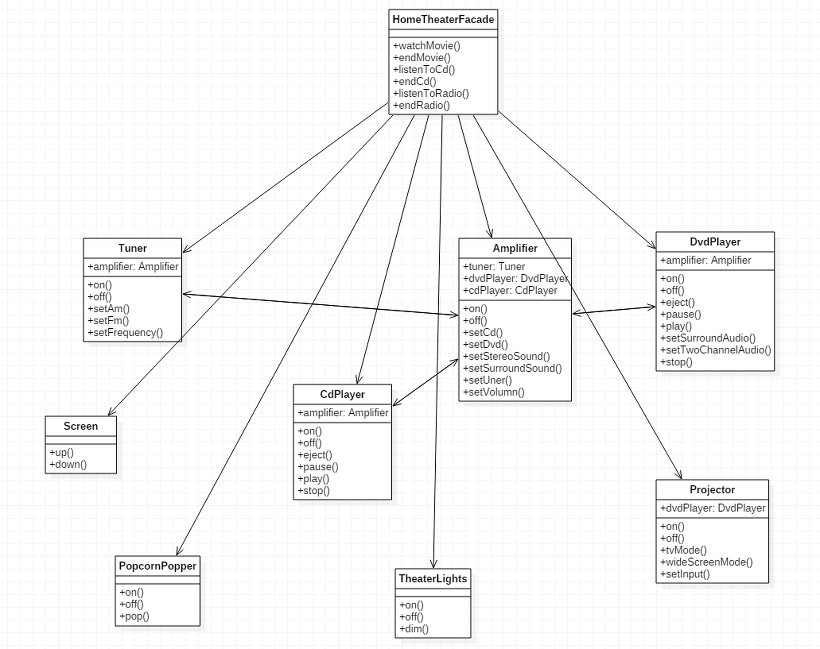 HomeTheaterFacade
+watchMovie()
+endMovie()
+listenToCd()
+endCd()
+listenToRadio()
+endRadio()
Tuner
+amplifier: Amplifier
+on()
+off()
+setAm()
+setFm()
+setFrequency()
Amplifier
+tuner: Tuner
+dvdPlayer: DvdPlayer
+cdPlayer: CdPlayer
+on()
+off()
+setCd()
+setDvd()
+setStereoSound()
+setSurroundSound()
+setUner()
+setVolumn()
DvdPlayer
+amplifier: Amplifier
+on()
+off()
+eject()
+pause()
+play()
+setSurroundAudio()
+setTwoChannelAudio()
+stop()
CdPlayer
+amplifier: Amplifier
+on()
+off()
+eject()
+pause()
+play()
+stop()
Screen
+up()
+down()
Projector
+dvdPlayer: DvdPlayer
+on()
+off()
+tvMode()
+wideScreenMode()
+setInput()
PopcornPopper
+on()
+off()
+pop()
TheaterLights
+on()
+off()
+dim()